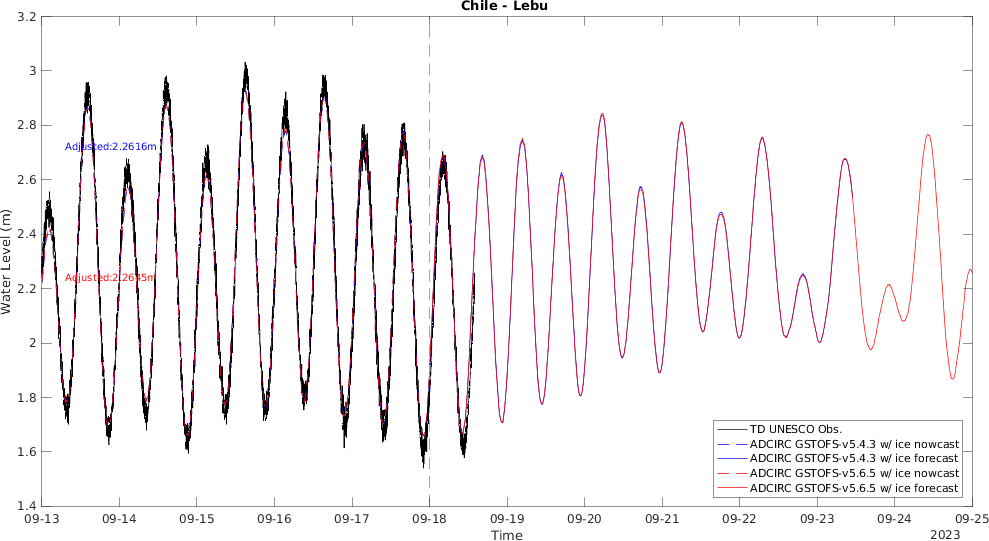 Chile - Lebu
3.2
3
2.8
2.6
2.4
2.2
2
1.8
1.6
1.4
Water Level (m)
Adjusted:2.2616m
Adjusted:2.2645m
TD UNESCO Obs.
ADCIRC GSTOFS-v5.4.3 w/ ice nowcast
ADCIRC GSTOFS-v5.4.3 w/ ice forecast
ADCIRC GSTOFS-v5.6.5 w/ ice nowcast
ADCIRC GSTOFS-v5.6.5 w/ ice forecast
09-13 09-14 09-15 09-16 09-17 09-18 09-19 09-20 09-21 09-22 09-23 09-24 09-25
Time
2023